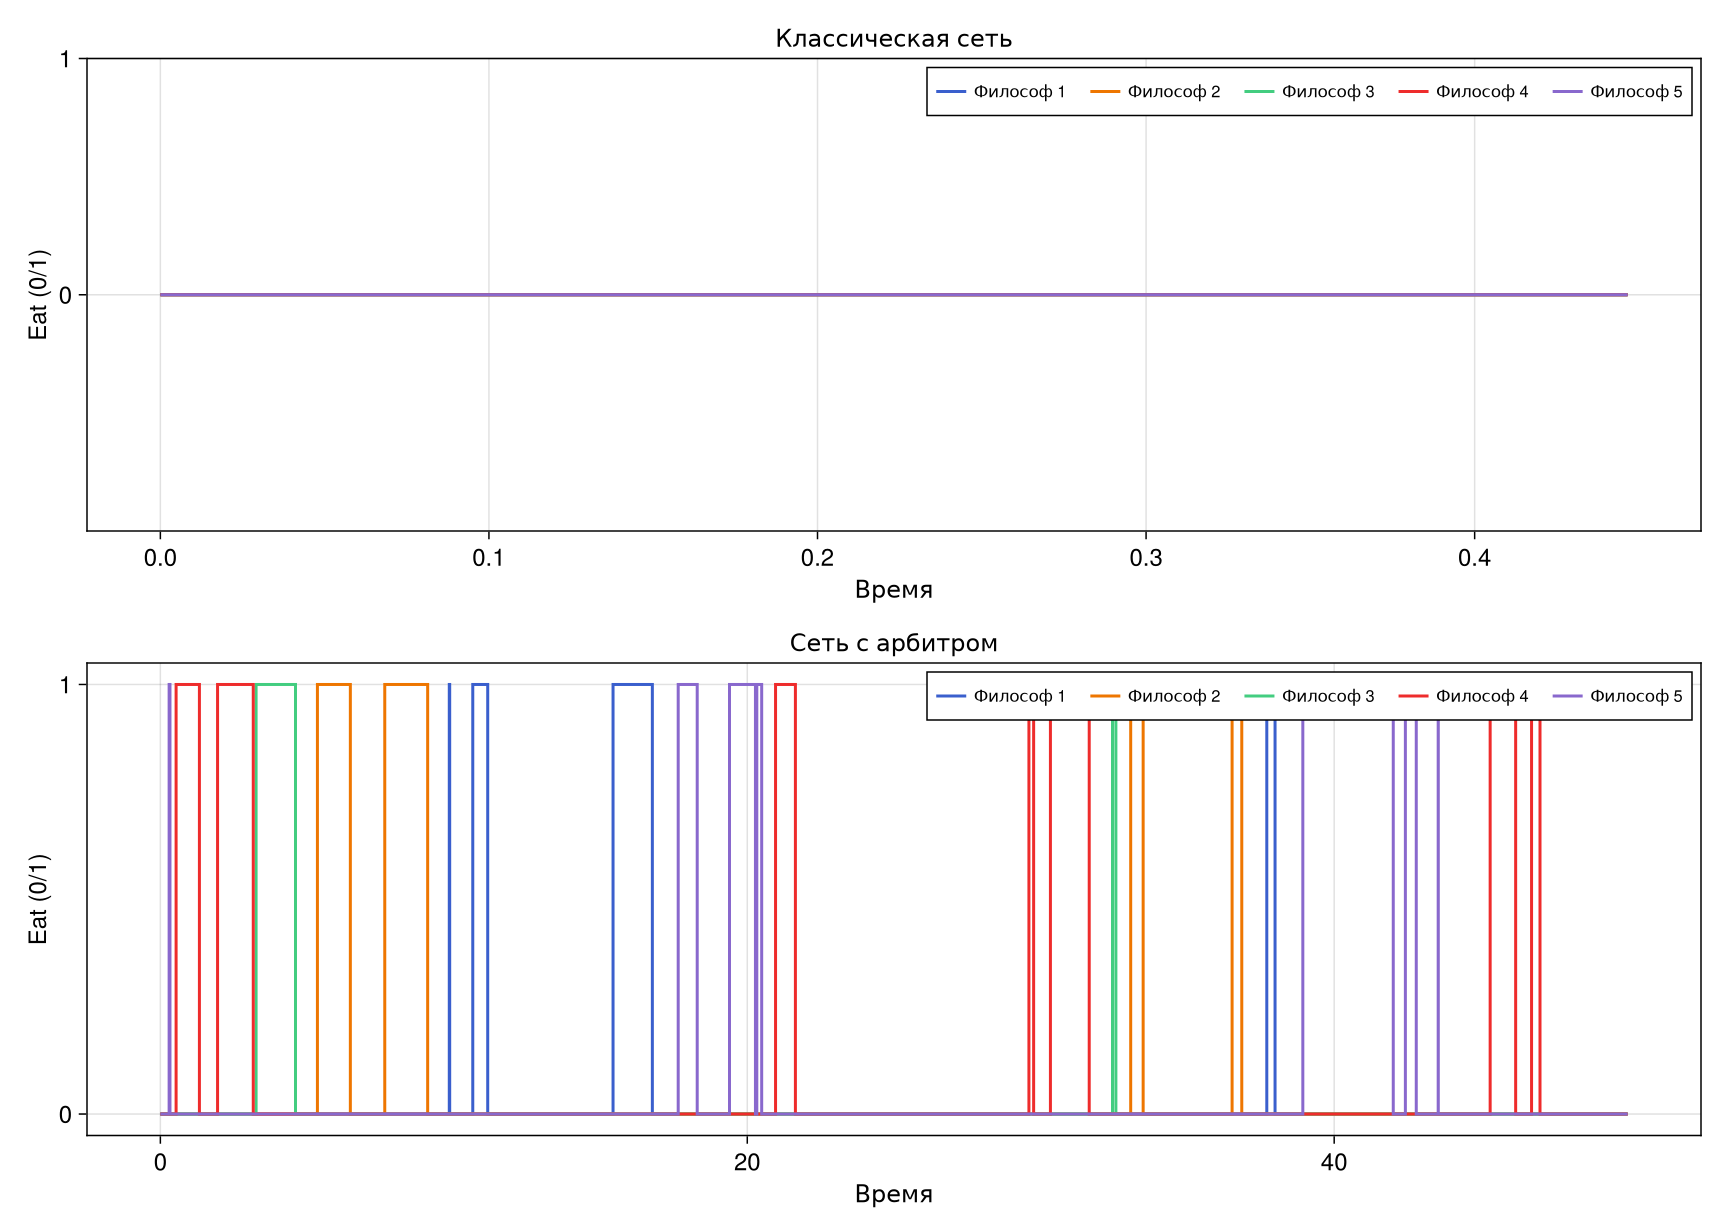 Классическая сеть
1
Философ 1 Философ 2 Философ 3 Философ 4 Философ 5
Eat (0/1)
0
0.0 0.1 0.2 0.3 0.4
Время
Сеть с арбитром
1
Философ 1 Философ 2 Философ 3 Философ 4 Философ 5
Eat (0/1)
0
0 20 40
Время